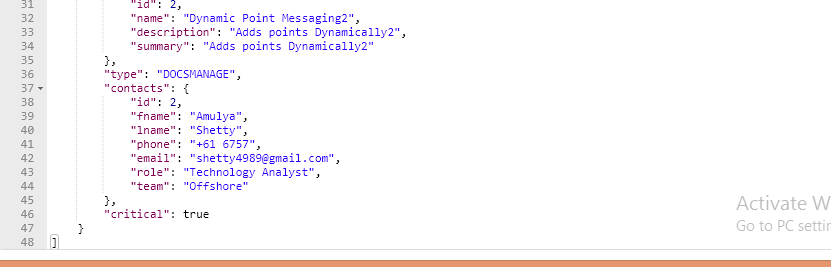 31 "id": 2,
32 "name": "Dynamic Point Messaging2",
33 "description": "Adds points Dynamically2",
34 "summary": "Adds points Dynamically2"
35 },
36 "type": "DOCSMANAGE",
37 "contacts": {
38 "id": 2,
39 "fname": "Amulya",
40 "lname": "Shetty",
41 "phone": "+61 6757",
42 "email": "shetty4989@gmail.com",
43 "role": "Technology Analyst",
44 "team": "Offshore"
45 },
46 "critical": true
47 }
48 ]
Activate W
Go to PC settin